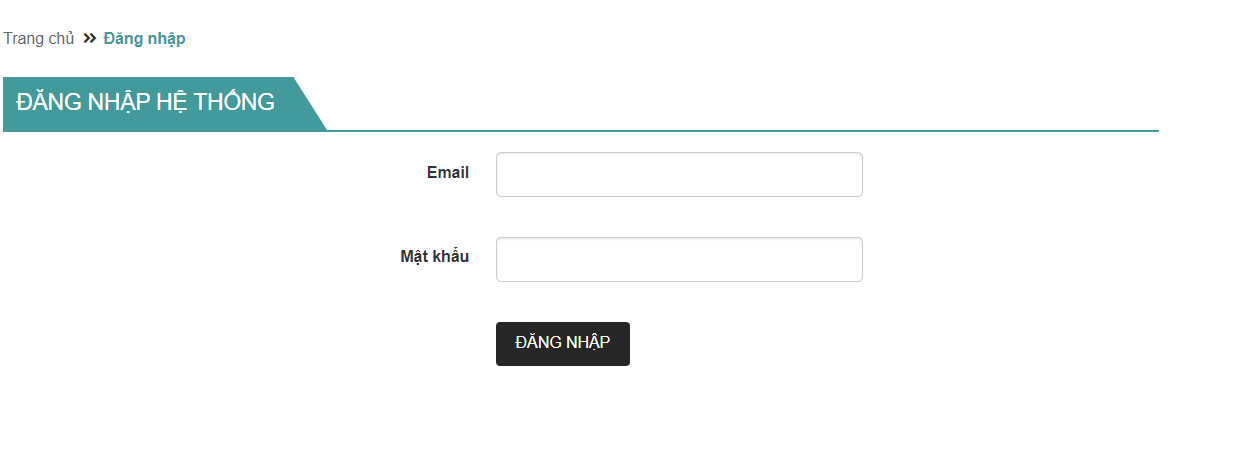 Trang chủ » Đăng nhập
ĐĂNG NHẬP HỆ THỐNG
Email
Mật khẩu
ĐĂNG NHẬP